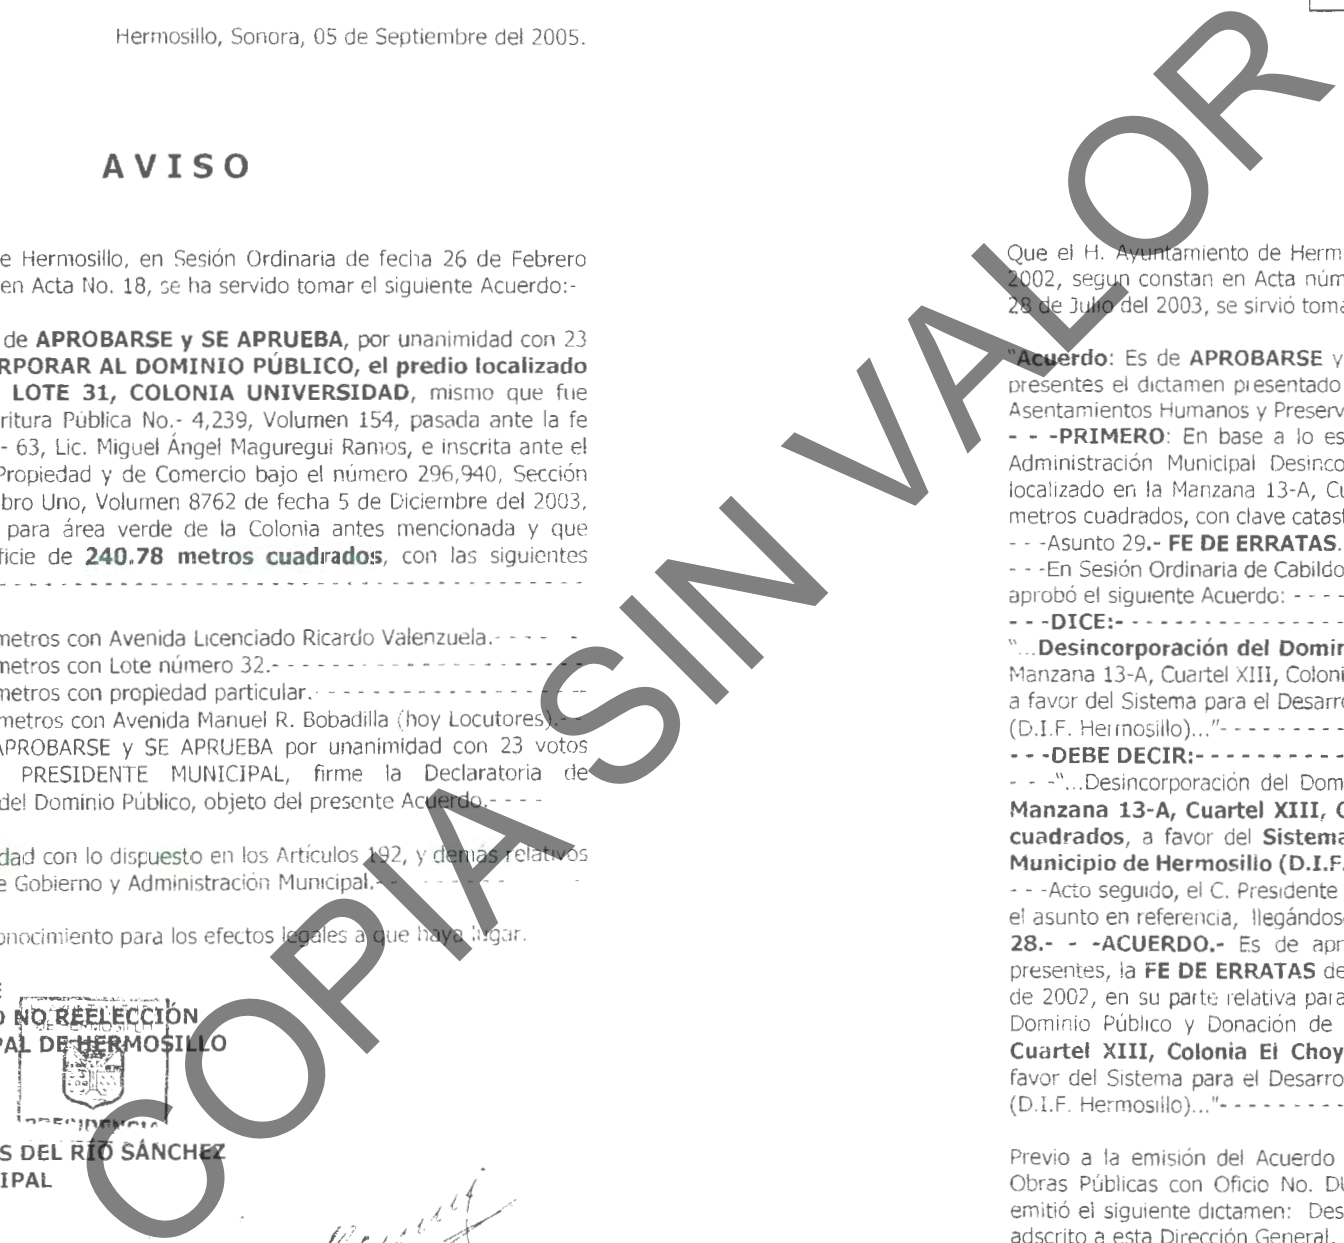 Hermosillo, Sonora, 05 de Septiembre del 2005.
AVISO
e Hermosillo, en Sesión Ordinaria de fecha 26 de Febrero
en Acta No. 18, se ha servido tomar el siguiente Acuerdo:-
de APROBARSE y SE APRUEBA, por unanimidad con 23
RPORAR AL DOMINIO PÚBLICO, el predio localizado
LOTE 31, COLONIA UNIVERSIDAD, mismo que fue
ritura Pública No.- 4,239, Volumen 154, pasada ante la fe
- 63, Lic. Miguel Ángel Maguregui Ramos, e inscrita ante el
Propiedad y de Comercio bajo el número 296,940, Sección
bro Uno, Volumen 8762 de fecha 5 de Diciembre del 2003,
para área verde de la Colonia antes mencionada y que
ficie de 240.78 metros cuadrados, con las siguientes
- - - - - - - - - - - - - - - - - - - - - - - - - - - - - - - - - - - - - - - -
metros con Avenida Licenciado Ricardo Valenzuela.- - - - -
metros con Lote número 32.- - - - - - - - - - - - - - - - - - - - - -
metros con propiedad particular.- - - - - - - - - - - - - - - - - - -
metros con Avenida Manuel R. Bobadilla (hoy Locutores).- -
APROBARSE y SE APRUEBA por unanimidad con 23 votos
PRESIDENTE MUNICIPAL, firme la Declaratoria de
del Dominio Público, objeto del presente Acuerdo.- - - -
dad con lo dispuesto en los Artículos 192, y demás relativos
e Gobierno y Administración Municipal.- - - - - - - -
onocimiento para los efectos legales a que haya lugar.
E
O NO REELECCIÓN
PAL DE HERMOSILLO
DE HERMOSILLO
PRESIDENCIA
S DEL RÍO SÁNCHEZ
IPAL
COPIA SIN VALOR
Que el H. Ayuntamiento de Herm
2002, segun constan en Acta núm
28 de Julio del 2003, se sirvió toma
"Acuerdo: Es de APROBARSE y
presentes el dictamen presentado
Asentamientos Humanos y Preserv
- - -PRIMERO: En base a lo es
Administración Municipal Desinco
localizado en la Manzana 13-A, Cu
metros cuadrados, con clave catast
- - -Asunto 29.- FE DE ERRATAS.
- - -En Sesión Ordinaria de Cabildo
aprobó el siguiente Acuerdo: - - - -
- - -DICE:- - - - - - - - - - - - - - - - - -
"...Desincorporación del Domin
Manzana 13-A, Cuartel XIII, Coloni
a favor del Sistema para el Desarro
(D.I.F. Hermosillo)..."- - - - - - - - - -
- - -DEBE DECIR:- - - - - - - - - - - -
- - -"...Desincorporación del Dom
Manzana 13-A, Cuartel XIII, C
cuadrados, a favor del Sistema
Municipio de Hermosillo (D.I.F.
- - -Acto seguido, el C. Presidente
el asunto en referencia, llegándos
28.- - -ACUERDO.- Es de apr
presentes, la FE DE ERRATAS de
de 2002, en su parte relativa para
Dominio Público y Donación de
Cuartel XIII, Colonia El Choy
favor del Sistema para el Desarro
(D.I.F. Hermosillo)..."- - - - - - - - - -
Previo a la emisión del Acuerdo
Obras Públicas con Oficio No. DU
emitió el siguiente dictamen: Des
adscrito a esta Dirección General.